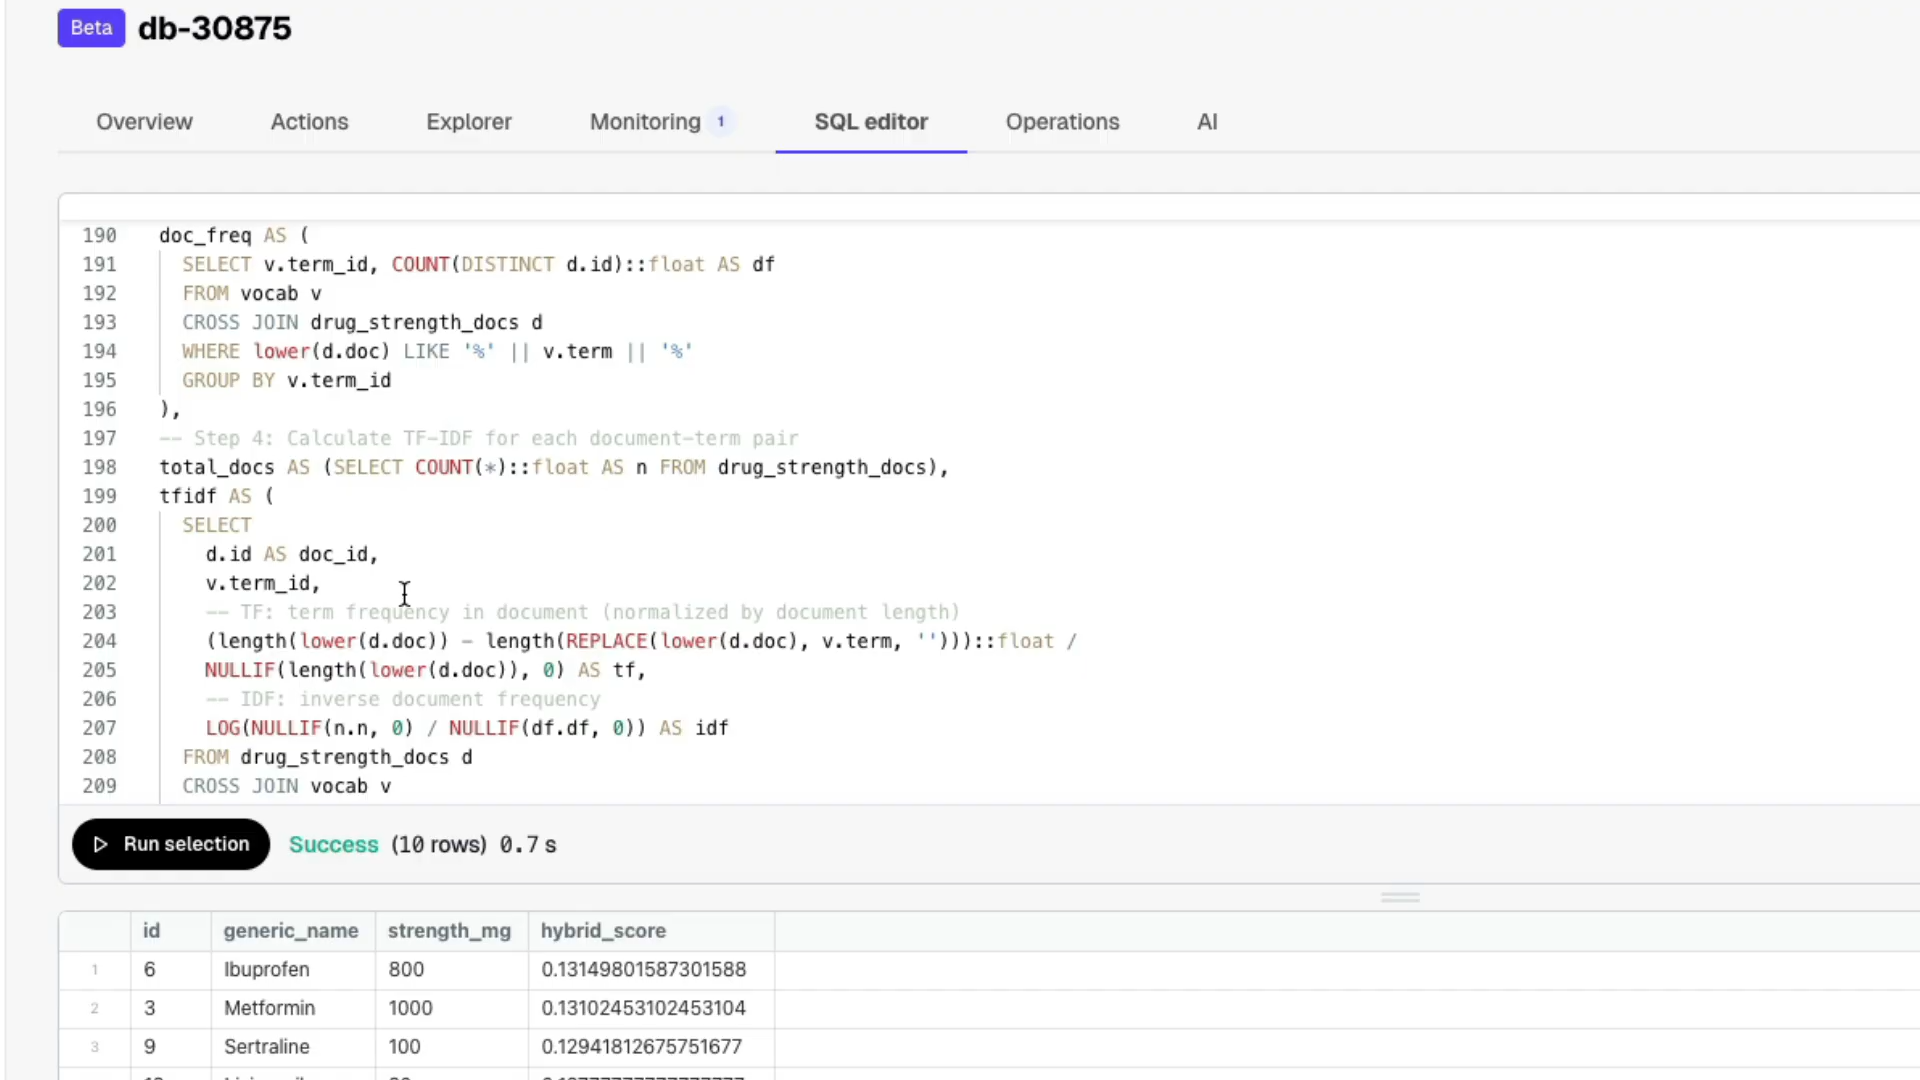 Beta db-30875
Overview Actions Explorer Monitoring 1 SQL editor Operations AI
190 doc_freq AS (
191 SELECT v.term_id, COUNT(DISTINCT d.id)::float AS df
192 FROM vocab v
193 CROSS JOIN drug_strength_docs d
194 WHERE lower(d.doc) LIKE '%' || v.term || '%'
195 GROUP BY v.term_id
196 ),
197 -- Step 4: Calculate TF-IDF for each document-term pair
198 total_docs AS (SELECT COUNT(*)::float AS n FROM drug_strength_docs),
199 tfidf AS (
200 SELECT
201 d.id AS doc_id,
202 v.term_id,
203 -- TF: term frequency in document (normalized by document length)
204 (length(lower(d.doc)) - length(REPLACE(lower(d.doc), v.term, '')))::float /
205 NULLIF(length(lower(d.doc)), 0) AS tf,
206 -- IDF: inverse document frequency
207 LOG(NULLIF(n.n, 0) / NULLIF(df.df, 0)) AS idf
208 FROM drug_strength_docs d
209 CROSS JOIN vocab v
Run selection Success (10 rows) 0.7 s
id generic_name strength_mg hybrid_score
1 6 Ibuprofen 800 0.13149801587301588
2 3 Metformin 1000 0.13102453102453104
3 9 Sertraline 100 0.12941812675751677